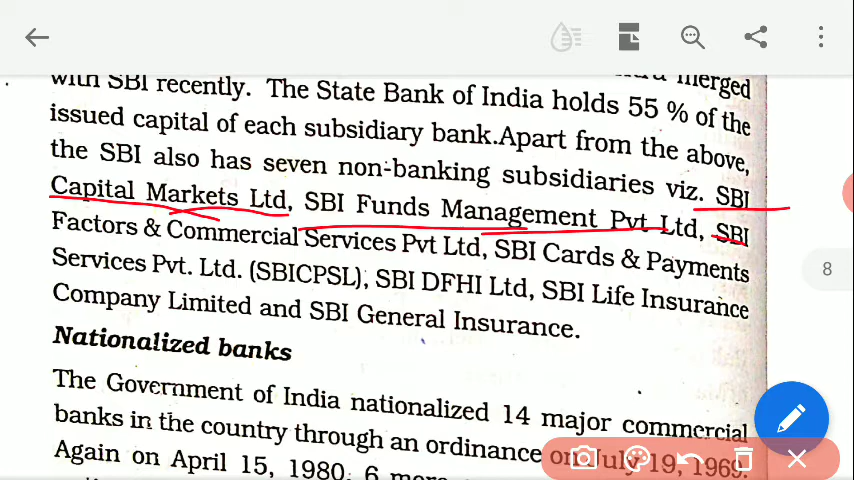 merged
with SBI recently. The State Bank of India holds 55 % of the
issued capital of each subsidiary bank.Apart from the above,
the SBI also has seven non-banking subsidiaries viz. SBI
Capital Markets Ltd, SBI Funds Management Pvt Ltd, SBI
Factors & Commercial Services Pvt Ltd, SBI Cards & Payments
Services Pvt. Ltd. (SBICPSL), SBI DFHI Ltd, SBI Life Insurance
Company Limited and SBI General Insurance.
8
Nationalized banks
The Government of India nationalized 14 major commercial
banks in the country through an ordinance on July 19, 1969.
Again on April 15, 1980, 6 more